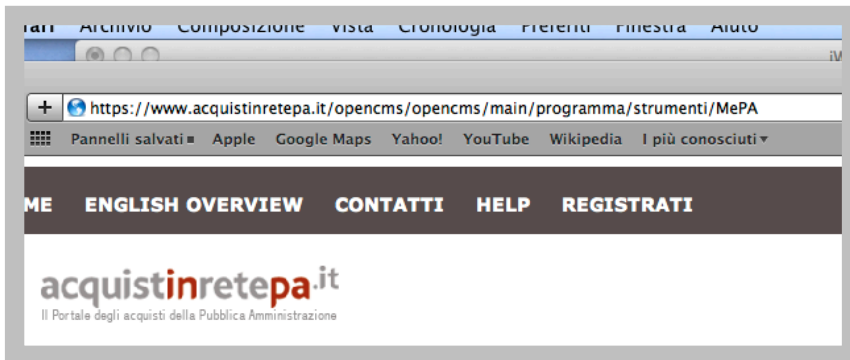 Archivio Composizione Vista Cronologia Preferiti Finestra Aiuto
+ https://www.acquistinretepa.it/opencms/opencms/main/programma/strumenti/MePA
Pannelli salvati Apple Google Maps Yahoo! YouTube Wikipedia I più conosciuti ▾
ME ENGLISH OVERVIEW CONTATTI HELP REGISTRATI
acquistinretepa.it
Il Portale degli acquisti della Pubblica Amministrazione